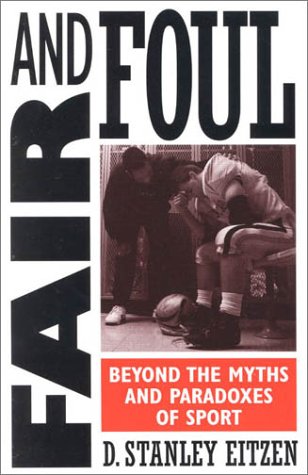 FAIR
AND
FOUL
BEYOND THE MYTHS
AND PARADOXES
OF SPORT
D. STANLEY EITZEN